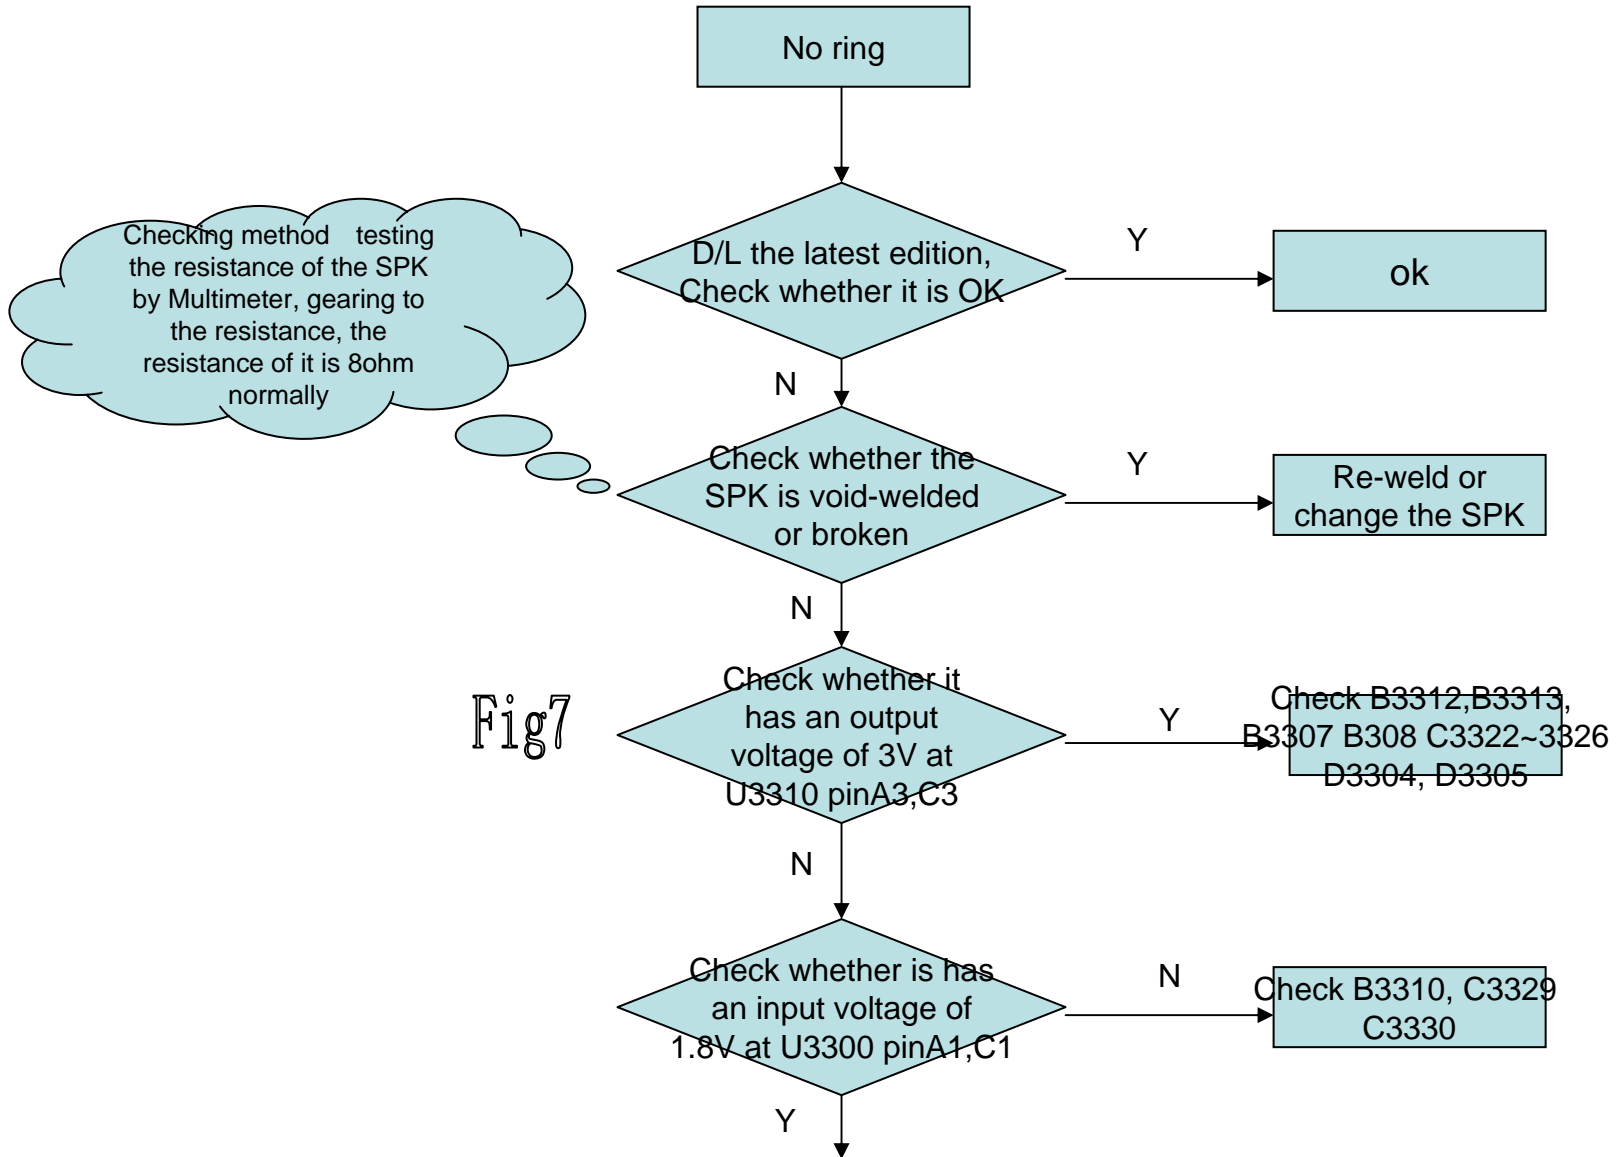 No ring
Checking method testing
the resistance of the SPK
by Multimeter, gearing to
the resistance, the
resistance of it is 8ohm
normally
D/L the latest edition,
Check whether it is OK
Y
ok
N
Check whether the
SPK is void-welded
or broken
Y
Re-weld or
change the SPK
N
Fig7
Check whether it
has an output
voltage of 3V at
U3310 pinA3,C3
Y
Check B3312,B3313,
B3307 B308 C3322~3326
D3304, D3305
N
Check whether is has
an input voltage of
1.8V at U3300 pinA1,C1
N
Check B3310, C3329
C3330
Y